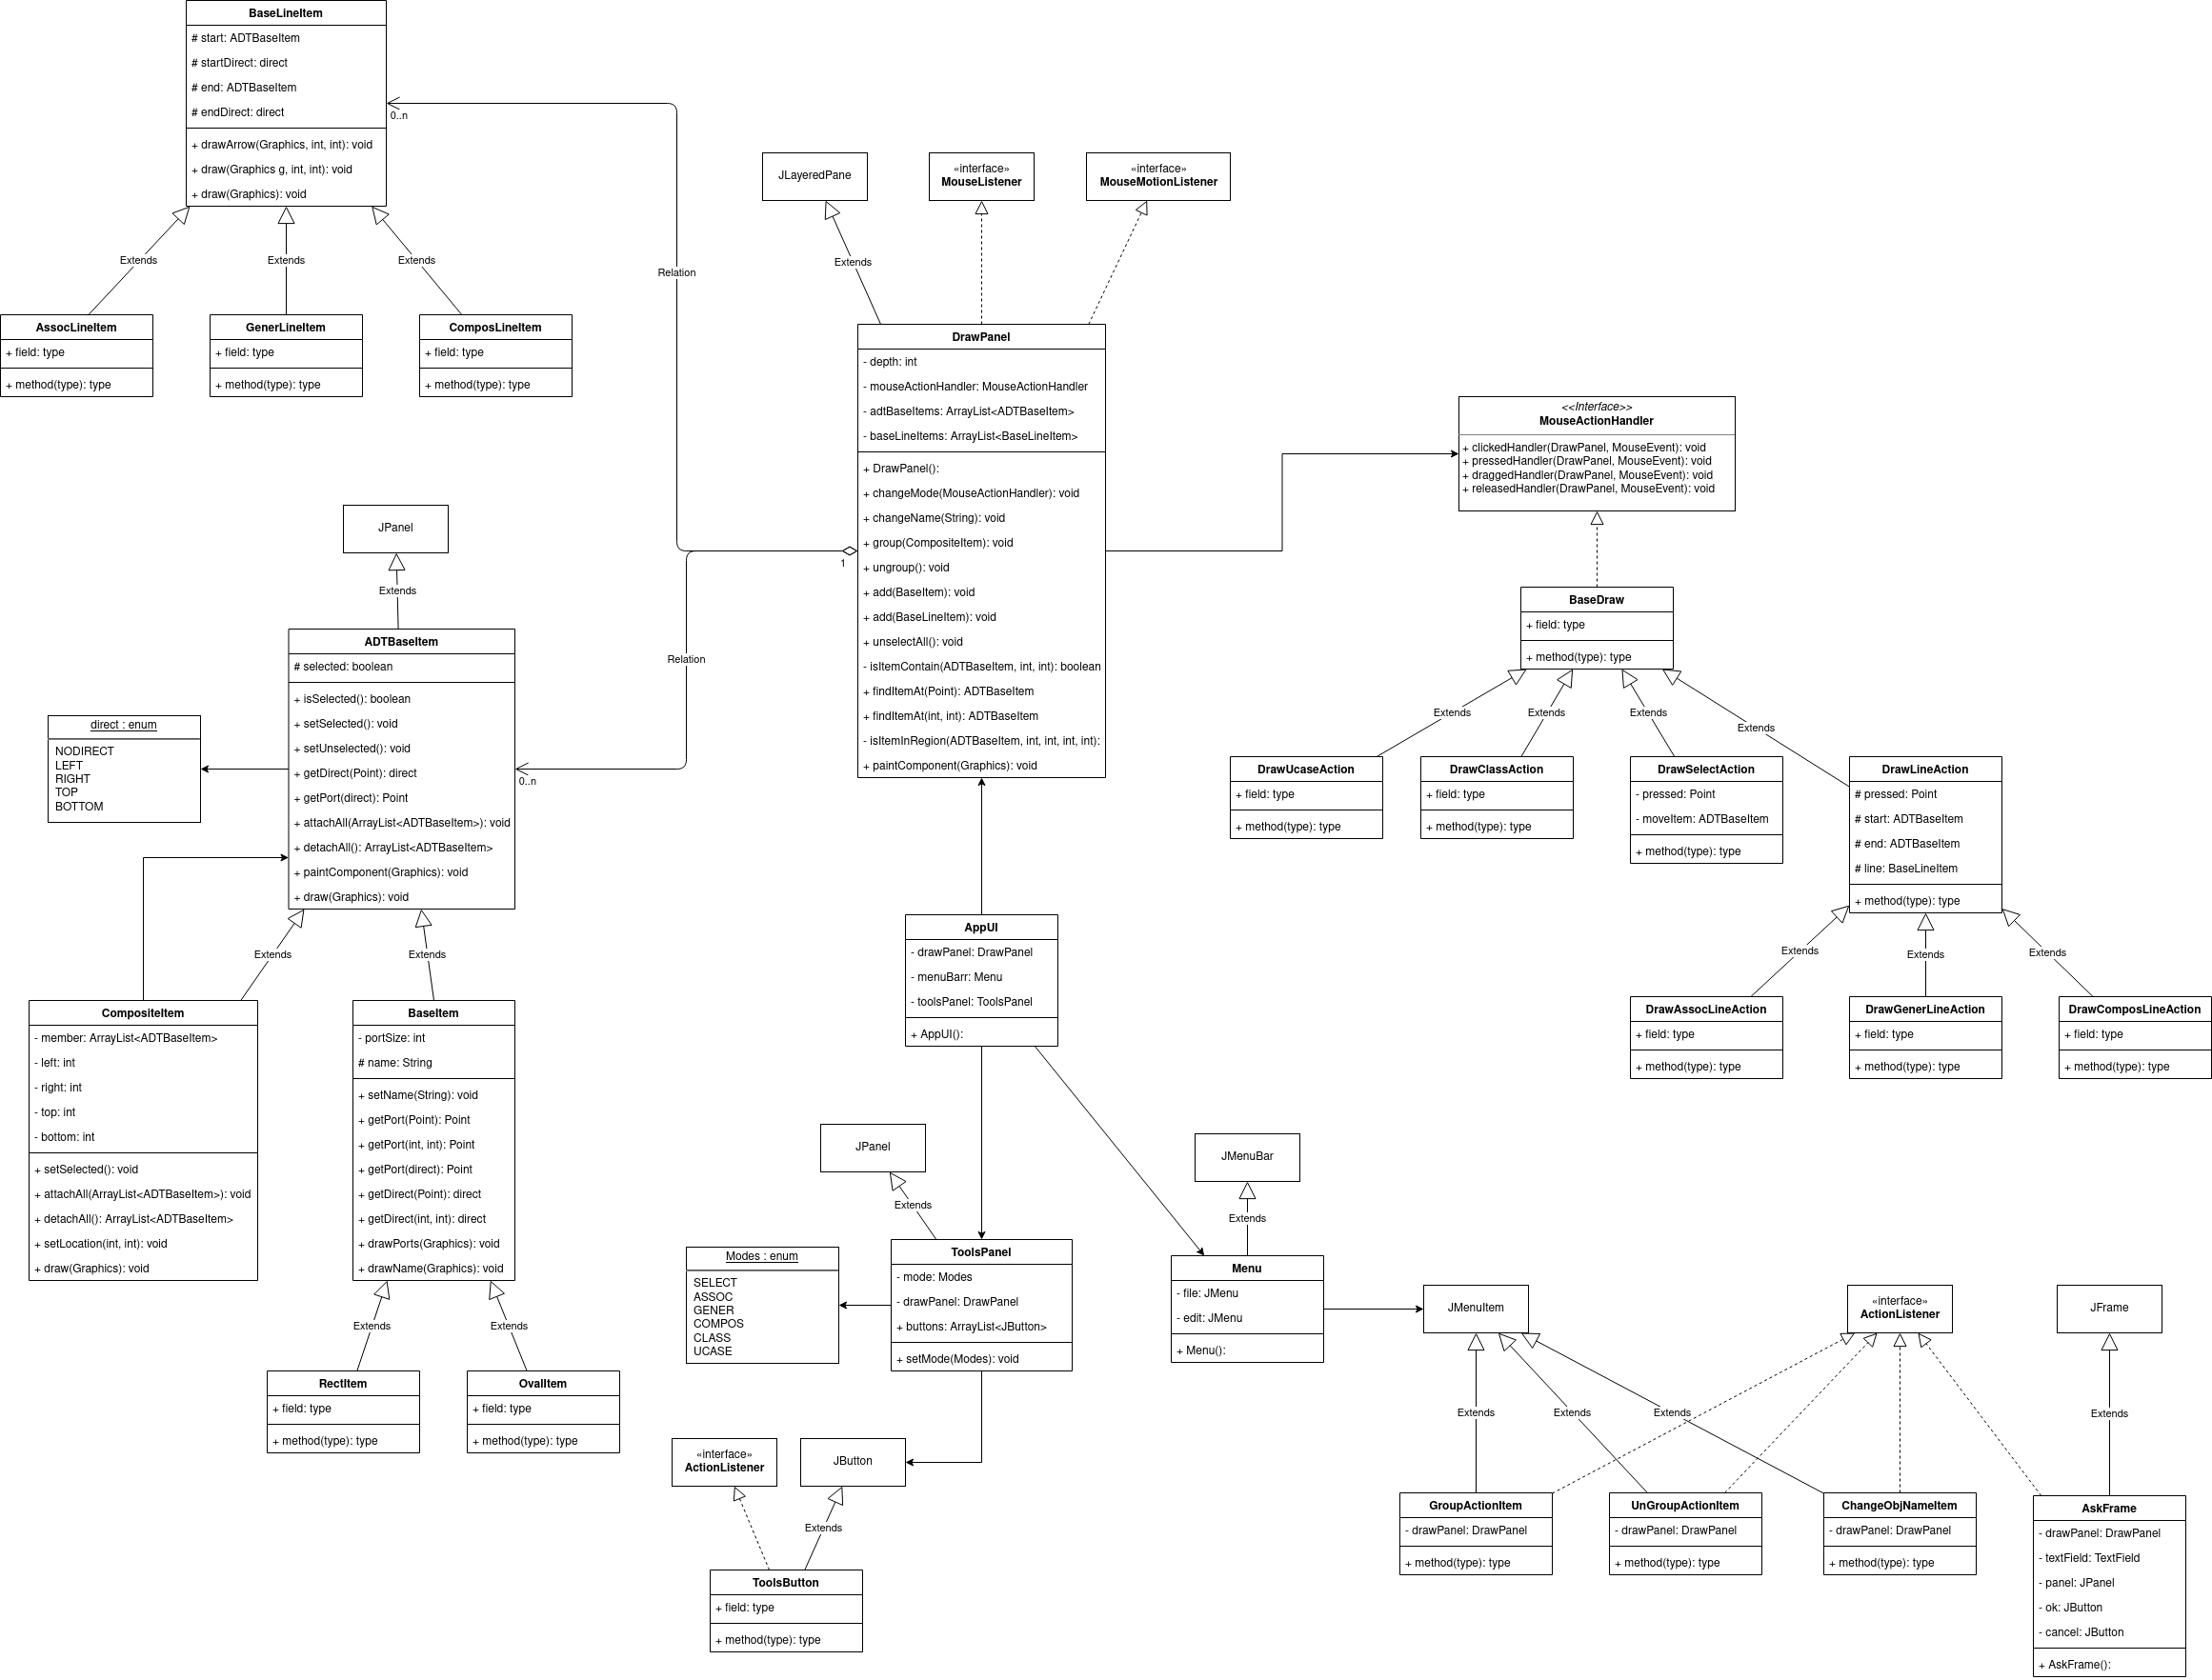 BaseLineItem
# start: ADTBaseItem
# startDirect: direct
# end: ADTBaseItem
# endDirect: direct
+ drawArrow(Graphics, int, int): void
+ draw(Graphics g, int, int): void
+ draw(Graphics): void
0..n
Extends
Extends
Extends
Relation
AssocLineItem
+ field: type
+ method(type): type
GenerLineItem
+ field: type
+ method(type): type
ComposLineItem
+ field: type
+ method(type): type
JLayeredPane
«interface»
MouseListener
«interface»
MouseMotionListener
Extends
DrawPanel
- depth: int
- mouseActionHandler: MouseActionHandler
- adtBaseItems: ArrayList<ADTBaseItem>
- baseLineItems: ArrayList<BaseLineItem>
+ DrawPanel():
+ changeMode(MouseActionHandler): void
+ changeName(String): void
+ group(CompositeItem): void
+ ungroup(): void
+ add(BaseItem): void
+ add(BaseLineItem): void
+ unselectAll(): void
- isItemContain(ADTBaseItem, int, int): boolean
+ findItemAt(Point): ADTBaseItem
+ findItemAt(int, int): ADTBaseItem
- isItemInRegion(ADTBaseItem, int, int, int, int):
+ paintComponent(Graphics): void
1
Relation
0..n
<<Interface>>
MouseActionHandler
+ clickedHandler(DrawPanel, MouseEvent): void
+ pressedHandler(DrawPanel, MouseEvent): void
+ draggedHandler(DrawPanel, MouseEvent): void
+ releasedHandler(DrawPanel, MouseEvent): void
BaseDraw
+ field: type
+ method(type): type
Extends
Extends
Extends
Extends
DrawUcaseAction
+ field: type
+ method(type): type
DrawClassAction
+ field: type
+ method(type): type
DrawSelectAction
- pressed: Point
- moveItem: ADTBaseItem
+ method(type): type
DrawLineAction
# pressed: Point
# start: ADTBaseItem
# end: ADTBaseItem
# line: BaseLineItem
+ method(type): type
Extends
Extends
Extends
DrawAssocLineAction
+ field: type
+ method(type): type
DrawGenerLineAction
+ field: type
+ method(type): type
DrawComposLineAction
+ field: type
+ method(type): type
JPanel
Extends
ADTBaseItem
# selected: boolean
+ isSelected(): boolean
+ setSelected(): void
+ setUnselected(): void
+ getDirect(Point): direct
+ getPort(direct): Point
+ attachAll(ArrayList<ADTBaseItem>): void
+ detachAll(): ArrayList<ADTBaseItem>
+ paintComponent(Graphics): void
+ draw(Graphics): void
direct : enum
NODIRECT
LEFT
RIGHT
TOP
BOTTOM
Extends
Extends
CompositeItem
- member: ArrayList<ADTBaseItem>
- left: int
- right: int
- top: int
- bottom: int
+ setSelected(): void
+ attachAll(ArrayList<ADTBaseItem>): void
+ detachAll(): ArrayList<ADTBaseItem>
+ setLocation(int, int): void
+ draw(Graphics): void
BaseItem
- portSize: int
# name: String
+ setName(String): void
+ getPort(Point): Point
+ getPort(int, int): Point
+ getPort(direct): Point
+ getDirect(Point): direct
+ getDirect(int, int): direct
+ drawPorts(Graphics): void
+ drawName(Graphics): void
Extends
Extends
RectItem
+ field: type
+ method(type): type
OvalItem
+ field: type
+ method(type): type
AppUI
- drawPanel: DrawPanel
- menuBarr: Menu
- toolsPanel: ToolsPanel
+ AppUI():
JPanel
Extends
JMenuBar
Extends
Modes : enum
SELECT
ASSOC
GENER
COMPOS
CLASS
UCASE
ToolsPanel
- mode: Modes
- drawPanel: DrawPanel
+ buttons: ArrayList<JButton>
+ setMode(Modes): void
Menu
- file: JMenu
- edit: JMenu
+ Menu():
«interface»
ActionListener
JButton
Extends
ToolsButton
+ field: type
+ method(type): type
JMenuItem
«interface»
ActionListener
JFrame
Extends
Extends
Extends
Extends
GroupActionItem
- drawPanel: DrawPanel
+ method(type): type
UnGroupActionItem
- drawPanel: DrawPanel
+ method(type): type
ChangeObjNameItem
- drawPanel: DrawPanel
+ method(type): type
AskFrame
- drawPanel: DrawPanel
- textField: TextField
- panel: JPanel
- ok: JButton
- cancel: JButton
+ AskFrame():